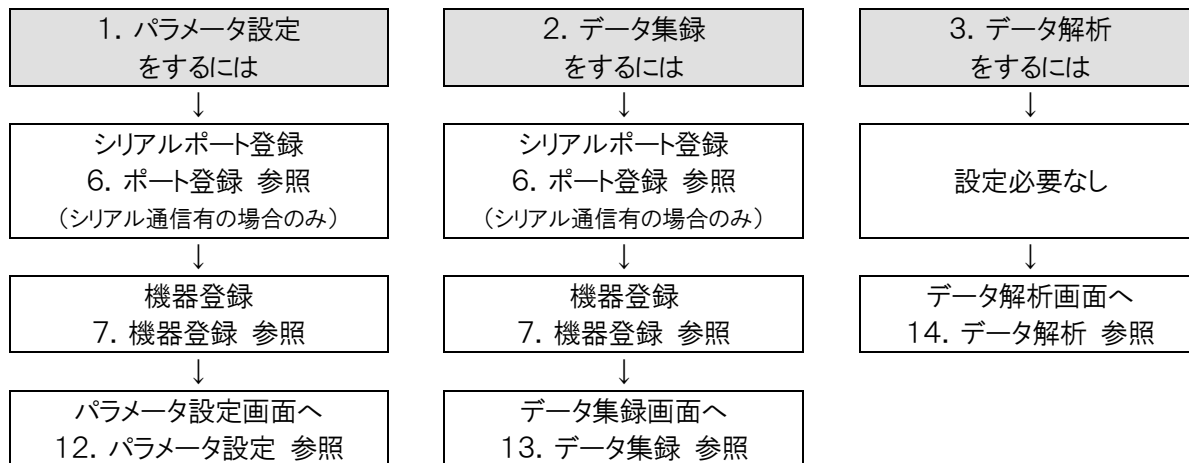 1. パラメータ設定
をするには
↓
シリアルポート登録
6. ポート登録 参照
(シリアル通信有の場合のみ)
↓
機器登録
7. 機器登録 参照
↓
パラメータ設定画面へ
12. パラメータ設定 参照
2. データ集録
をするには
↓
シリアルポート登録
6. ポート登録 参照
(シリアル通信有の場合のみ)
↓
機器登録
7. 機器登録 参照
↓
データ集録画面へ
13. データ集録 参照
3. データ解析
をするには
↓
設定必要なし
↓
データ解析画面へ
14. データ解析 参照